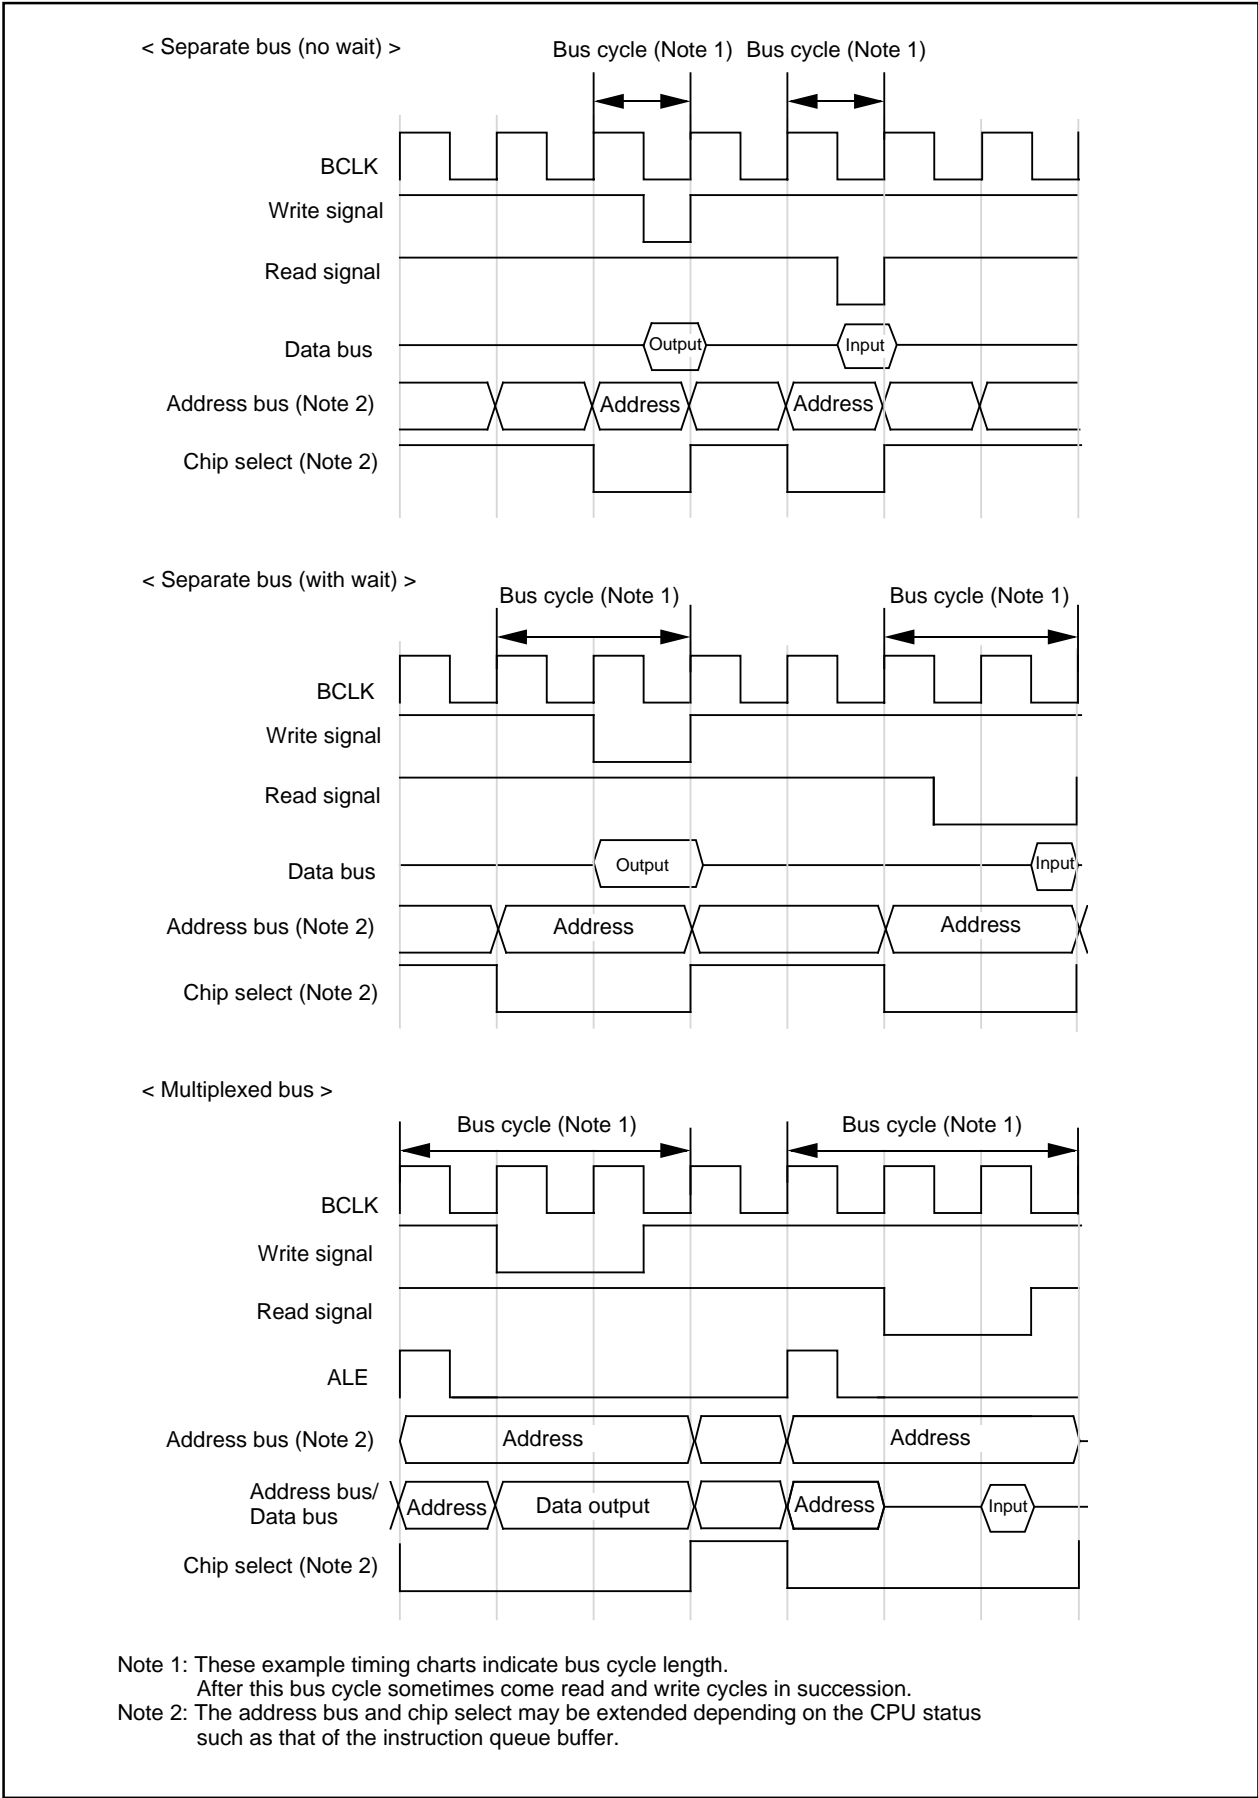 < Separate bus (no wait) >
Bus cycle (Note 1) Bus cycle (Note 1)
BCLK
Write signal
Read signal
Data bus
Output
Input
Address bus (Note 2)
Address
Address
Chip select (Note 2)
< Separate bus (with wait) >
Bus cycle (Note 1)
Bus cycle (Note 1)
BCLK
Write signal
Read signal
Data bus
Output
Input
Address bus (Note 2)
Address
Address
Chip select (Note 2)
< Multiplexed bus >
Bus cycle (Note 1)
Bus cycle (Note 1)
BCLK
Write signal
Read signal
ALE
Address bus (Note 2)
Address
Address
Address bus/
Data bus
Address
Data output
Address
Input
Chip select (Note 2)
Note 1: These example timing charts indicate bus cycle length.
After this bus cycle sometimes come read and write cycles in succession.
Note 2: The address bus and chip select may be extended depending on the CPU status
such as that of the instruction queue buffer.